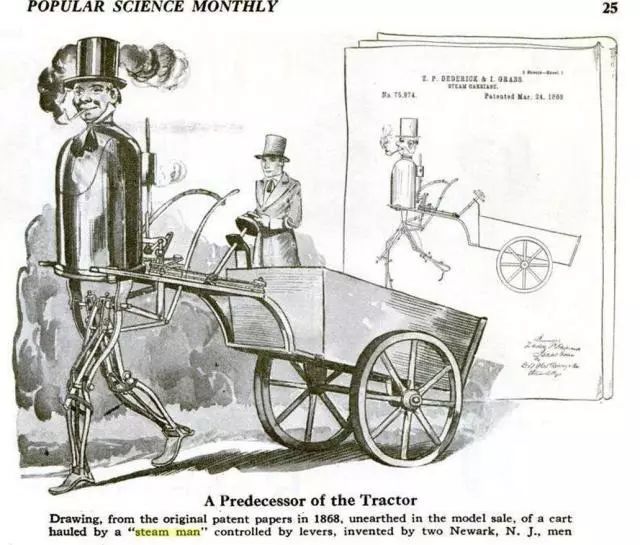 POPULAR SCIENCE MONTHLY 25
Z. P. DEDERICK & I. GRASS.
STEAM CARRIAGE.
No. 75,874. Patented Mar. 24, 1868
A Predecessor of the Tractor
Drawing, from the original patent papers in 1868, unearthed in the model sale, of a cart
hauled by a "steam man" controlled by levers, invented by two Newark, N. J., men